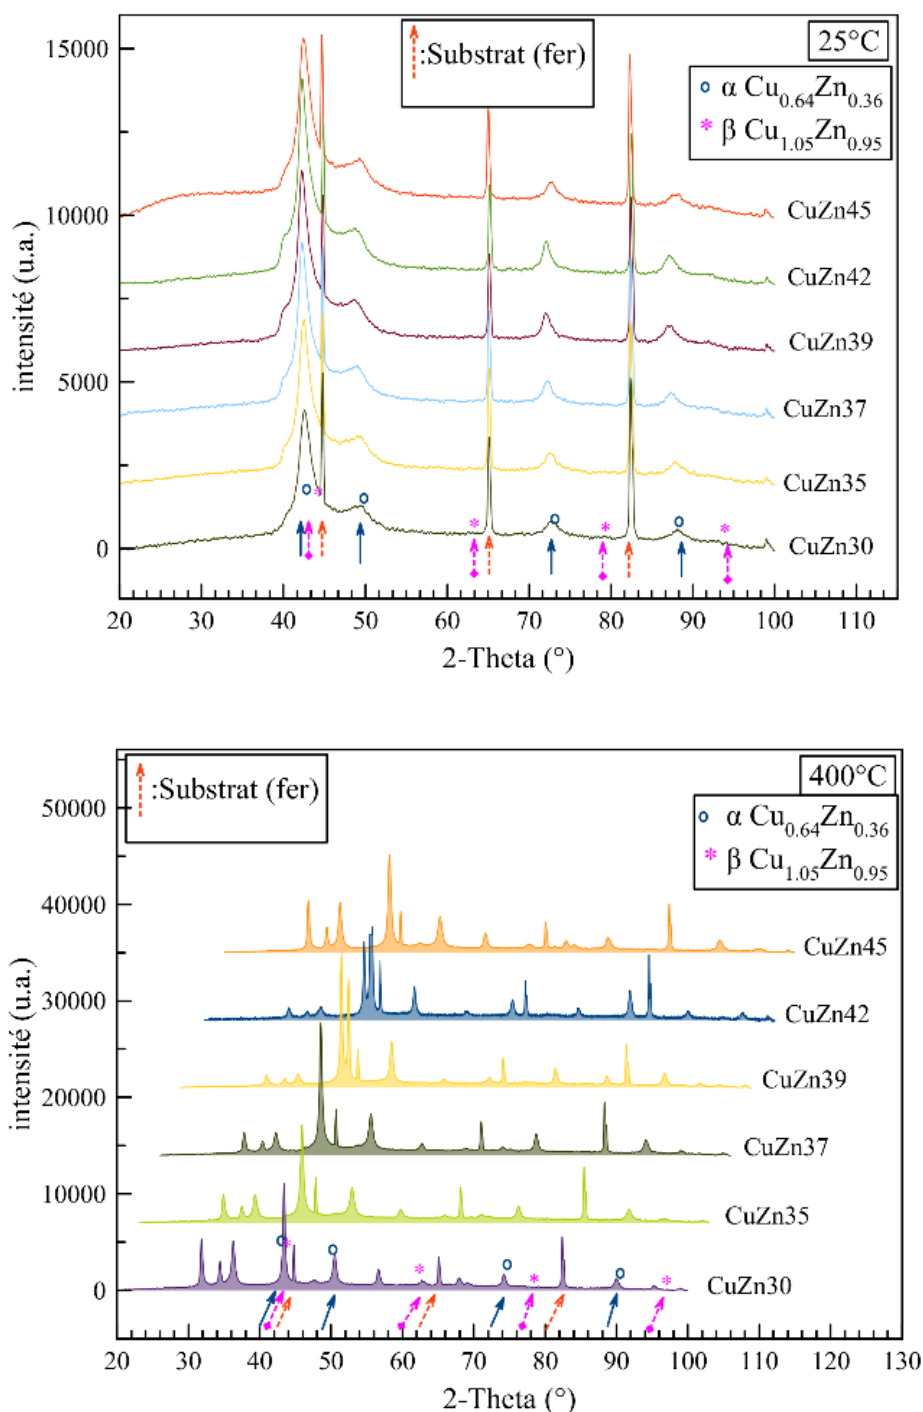 :Substrat (fer)
25°C
o α Cu0.64Zn0.36
* β Cu1.05Zn0.95
intensité (u.a.)
15000
10000
5000
0
CuZn45
CuZn42
CuZn39
CuZn37
CuZn35
CuZn30
20 30 40 50 60 70 80 90 100 110
2-Theta (°)
:Substrat (fer)
400°C
o α Cu0.64Zn0.36
* β Cu1.05Zn0.95
intensité (u.a.)
50000
40000
30000
20000
10000
0
CuZn45
CuZn42
CuZn39
CuZn37
CuZn35
CuZn30
20 30 40 50 60 70 80 90 100 110 120 130
2-Theta (°)